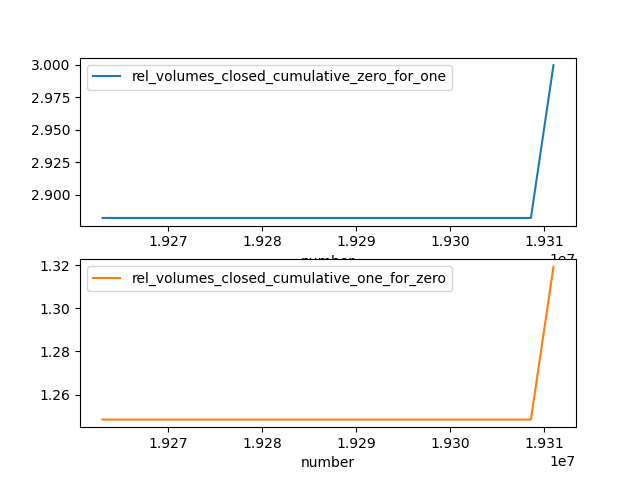 3.000
2.975
2.950
2.925
2.900
rel_volumes_closed_cumulative_zero_for_one
1.927 1.928 1.929 1.930 1.931
1e7
number
1.32
1.30
1.28
1.26
rel_volumes_closed_cumulative_one_for_zero
1.927 1.928 1.929 1.930 1.931
1e7
number